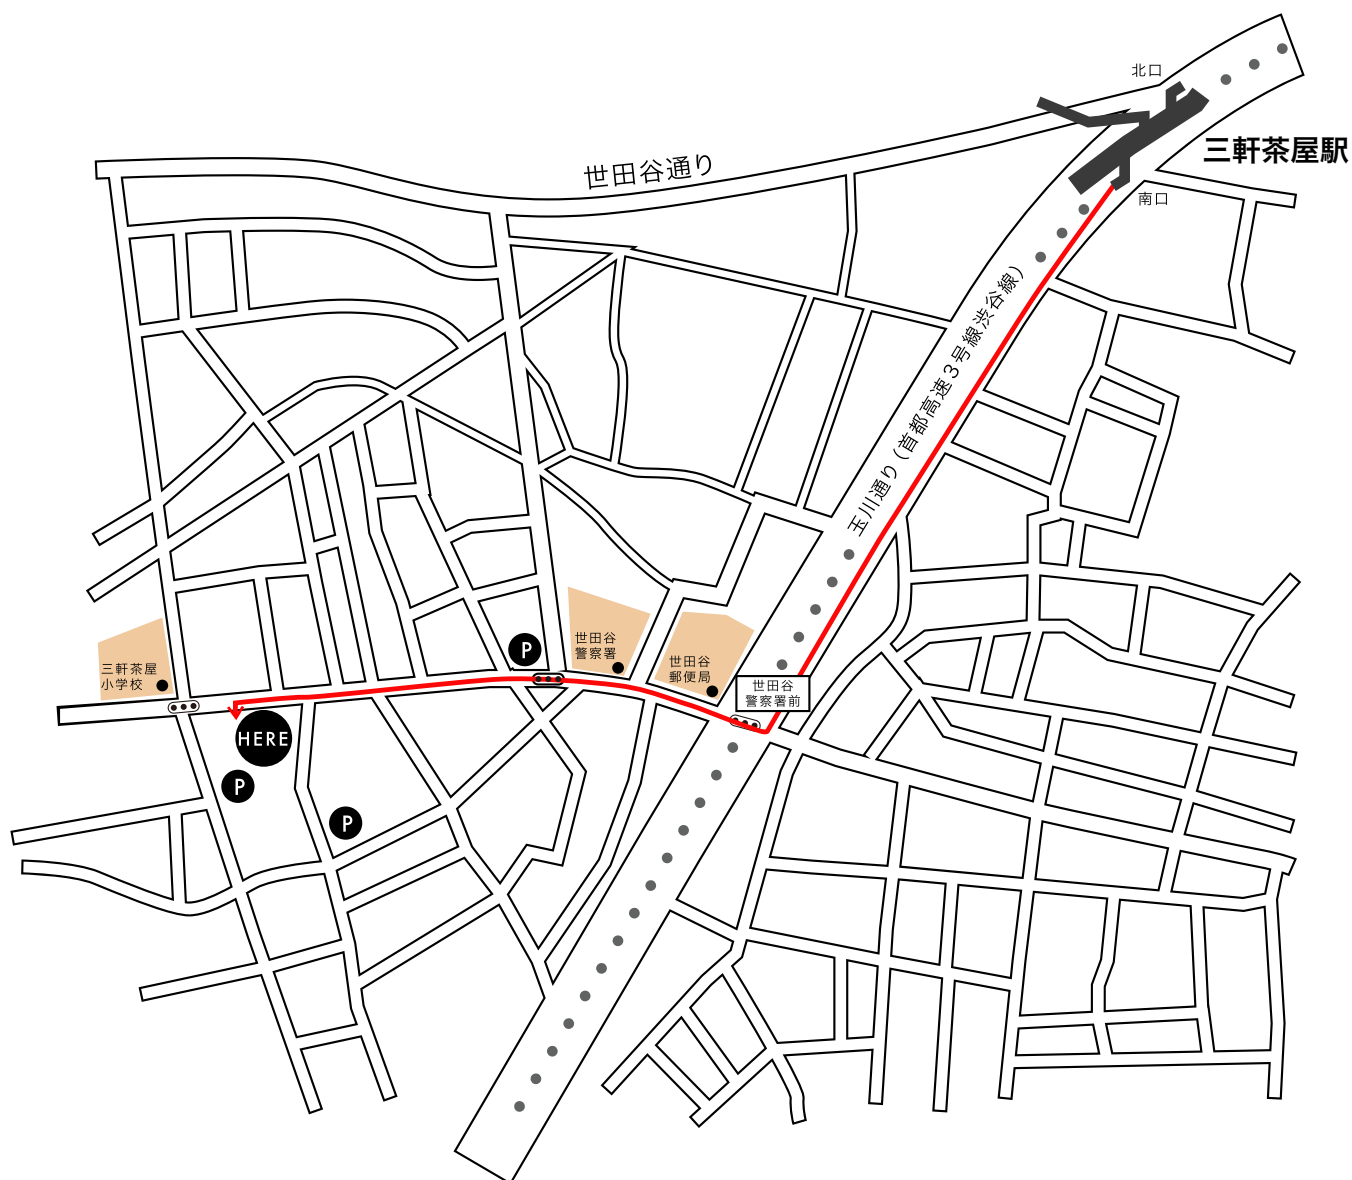 北口
三軒茶屋駅
世田谷通り
南口
玉川通り（首都高速3号線渋谷線）
P
世田谷
警察署
世田谷
郵便局
三軒茶屋
小学校
世田谷
警察署前
HERE
P
P